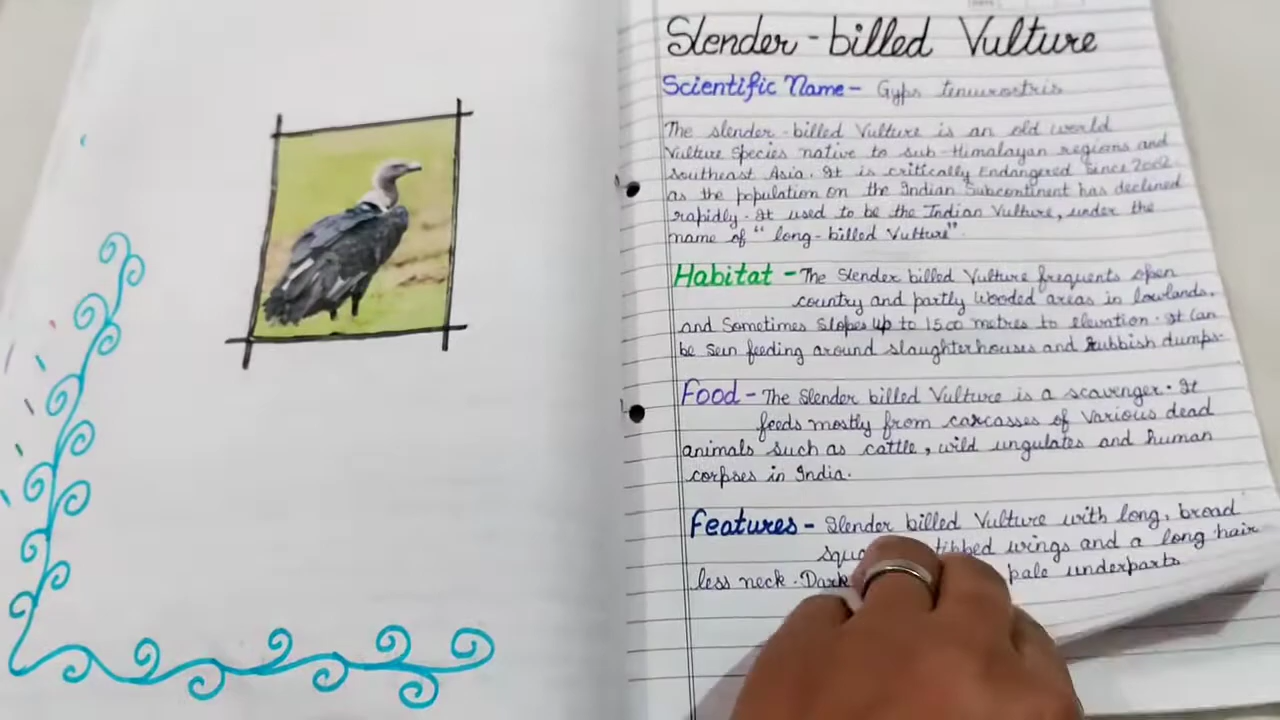 Slender-billed Vulture
Scientific Name - Gyps tenuirostris
The slender-billed Vulture is an old world
Vulture Species native to sub-Himalayan regions and
Southeast Asia. It is critically Endangered Since 2002
as the population on the Indian Subcontinent has declined
rapidly. It used to be the Indian Vulture, under the
name of "long-billed Vulture".
Habitat - The Slender billed Vulture frequents open
country and partly wooded areas in lowlands,
and Sometimes Slopes up to 1500 metres to elevation. It can
be seen feeding around slaughterhouses and Rubbish dumps.
Food - The Slender billed Vulture is a scavenger. It
feeds mostly from carcasses of Various dead
animals such as cattle, wild ungulates and human
corpses in India.
Features - Slender billed Vulture with long, broad
wings and a long hair
less neck. Dark pale underparts